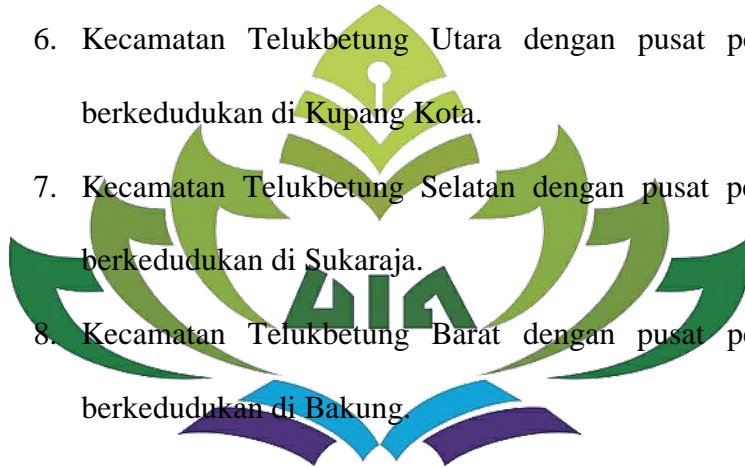 6. Kecamatan Telukbetung Utara dengan pusat
berkedudukan di Kupang Kota.
7. Kecamatan Telukbetung Selatan dengan pusat
berkedudukan di Sukaraja.
UIN
8. Kecamatan Telukbetung Barat dengan pusat
berkedudukan di Bakung.